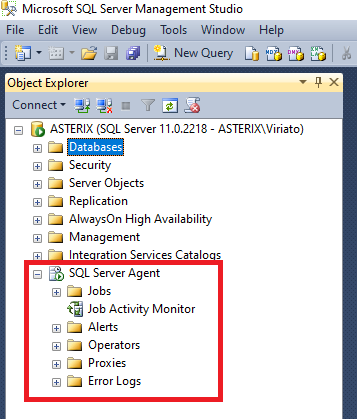 Microsoft SQL Server Management Studio
File Edit View Debug Tools Window Help
New Query
Object Explorer
Connect
ASTERIX (SQL Server 11.0.2218 - ASTERIX\Viriato)
Databases
Security
Server Objects
Replication
AlwaysOn High Availability
Management
Integration Services Catalogs
SQL Server Agent
Jobs
Job Activity Monitor
Alerts
Operators
Proxies
Error Logs